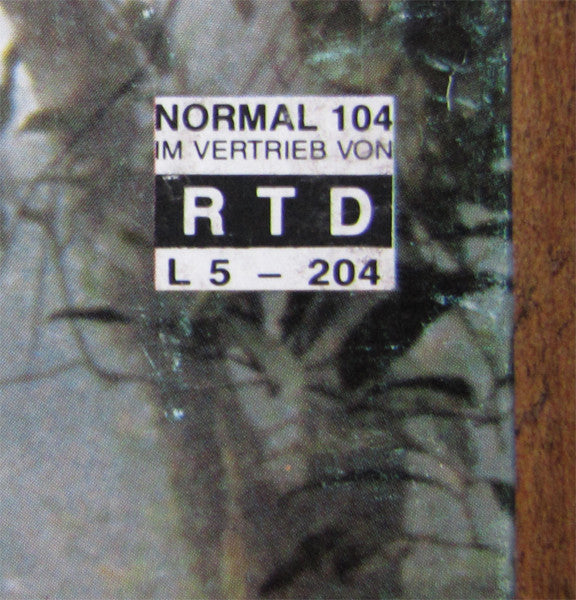 NORMAL 104
IM VERTRIEB VON
R T D
L 5 – 204